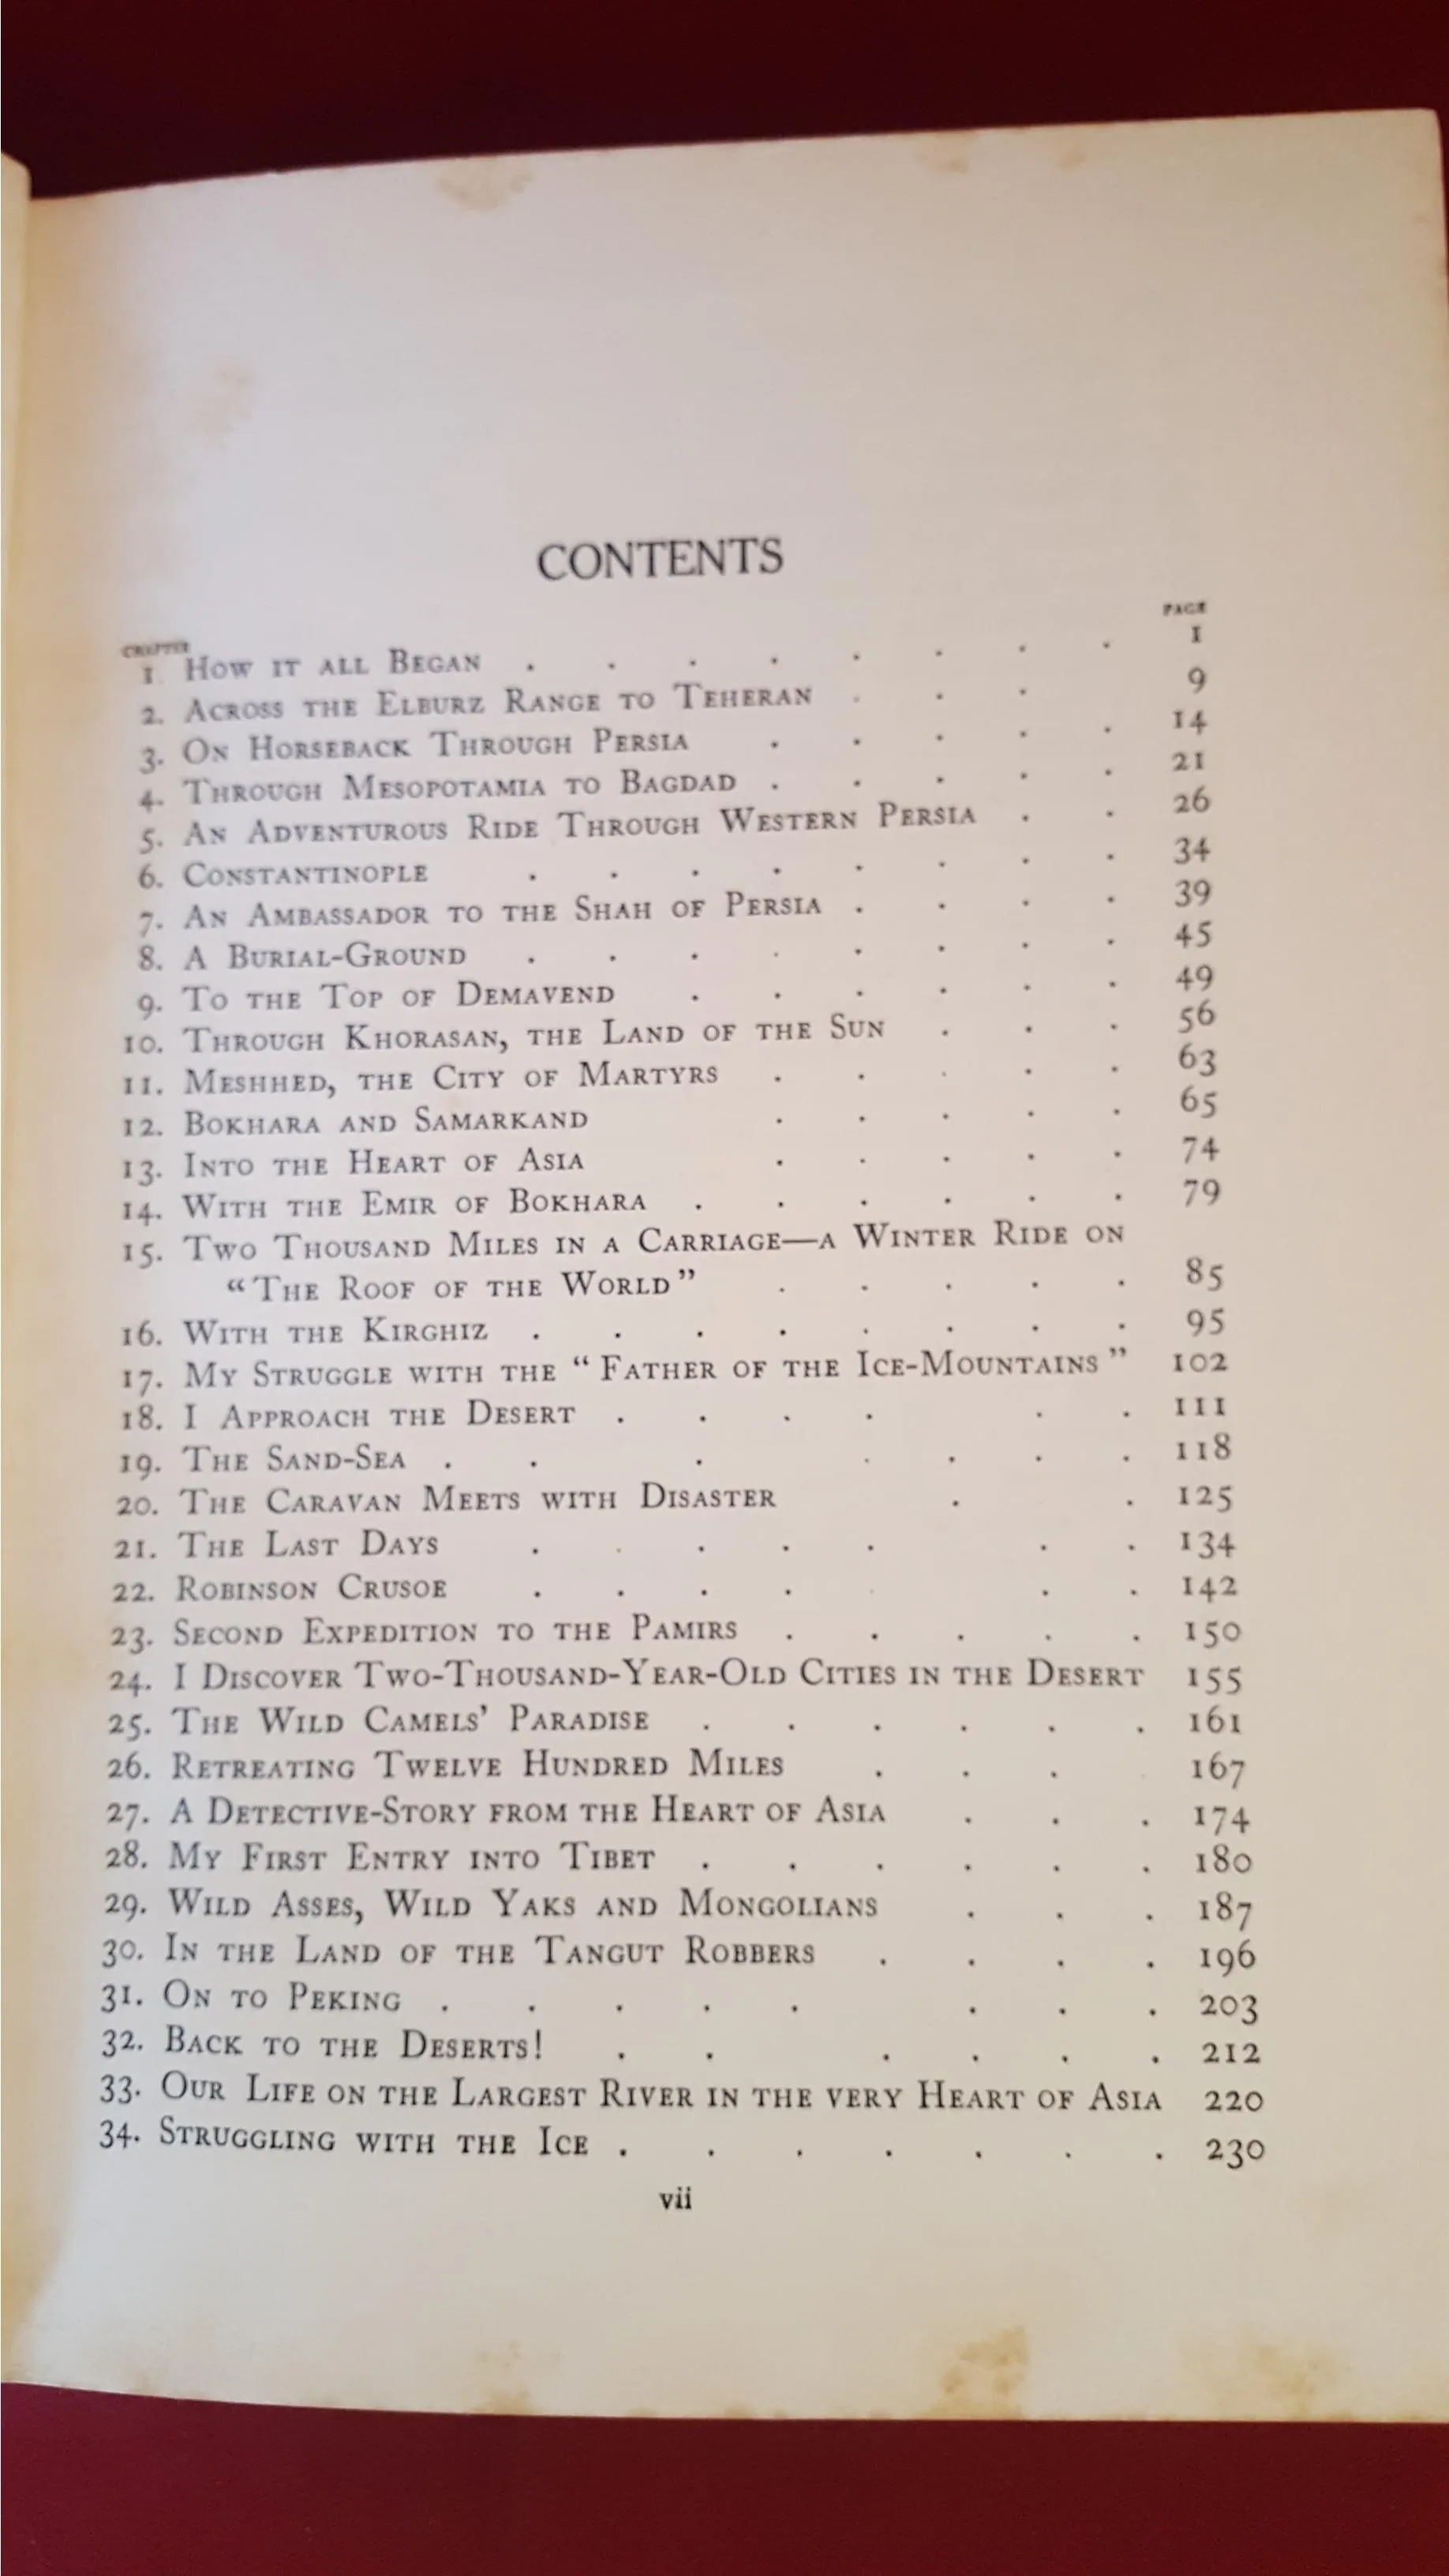 CONTENTS
CHAPTER PAGE
1. How it all Began . . . . . . . . 1
2. Across the Elburz Range to Teheran . . . 9
3. On Horseback Through Persia . . . . . 14
4. Through Mesopotamia to Bagdad . . . . . 21
5. An Adventurous Ride Through Western Persia . . 26
6. Constantinople . . . . . . . . 34
7. An Ambassador to the Shah of Persia . . . . 39
8. A Burial-Ground . . . . . . . . 45
9. To the Top of Demavend . . . . . . 49
10. Through Khorasan, the Land of the Sun . . . 56
11. Meshhed, the City of Martyrs . . . . . 63
12. Bokhara and Samarkand . . . . . 65
13. Into the Heart of Asia . . . . . 74
14. With the Emir of Bokhara . . . . . . 79
15. Two Thousand Miles in a Carriage—a Winter Ride on
“The Roof of the World” . . . . . 85
16. With the Kirghiz . . . . . . . . 95
17. My Struggle with the “Father of the Ice-Mountains” 102
18. I Approach the Desert . . . . . . 111
19. The Sand-Sea . . . . . . . 118
20. The Caravan Meets with Disaster . . 125
21. The Last Days . . . . . . . 134
22. Robinson Crusoe . . . . . . . 142
23. Second Expedition to the Pamirs . . . . . 150
24. I Discover Two-Thousand-Year-Old Cities in the Desert 155
25. The Wild Camels’ Paradise . . . . . . 161
26. Retreating Twelve Hundred Miles . . . . 167
27. A Detective-Story from the Heart of Asia . . . 174
28. My First Entry into Tibet . . . . . . 180
29. Wild Asses, Wild Yaks and Mongolians . . . 187
30. In the Land of the Tangut Robbers . . . . 196
31. On to Peking . . . . . . . . 203
32. Back to the Deserts! . . . . . . 212
33. Our Life on the Largest River in the very Heart of Asia 220
34. Struggling with the Ice . . . . . . . 230
vii